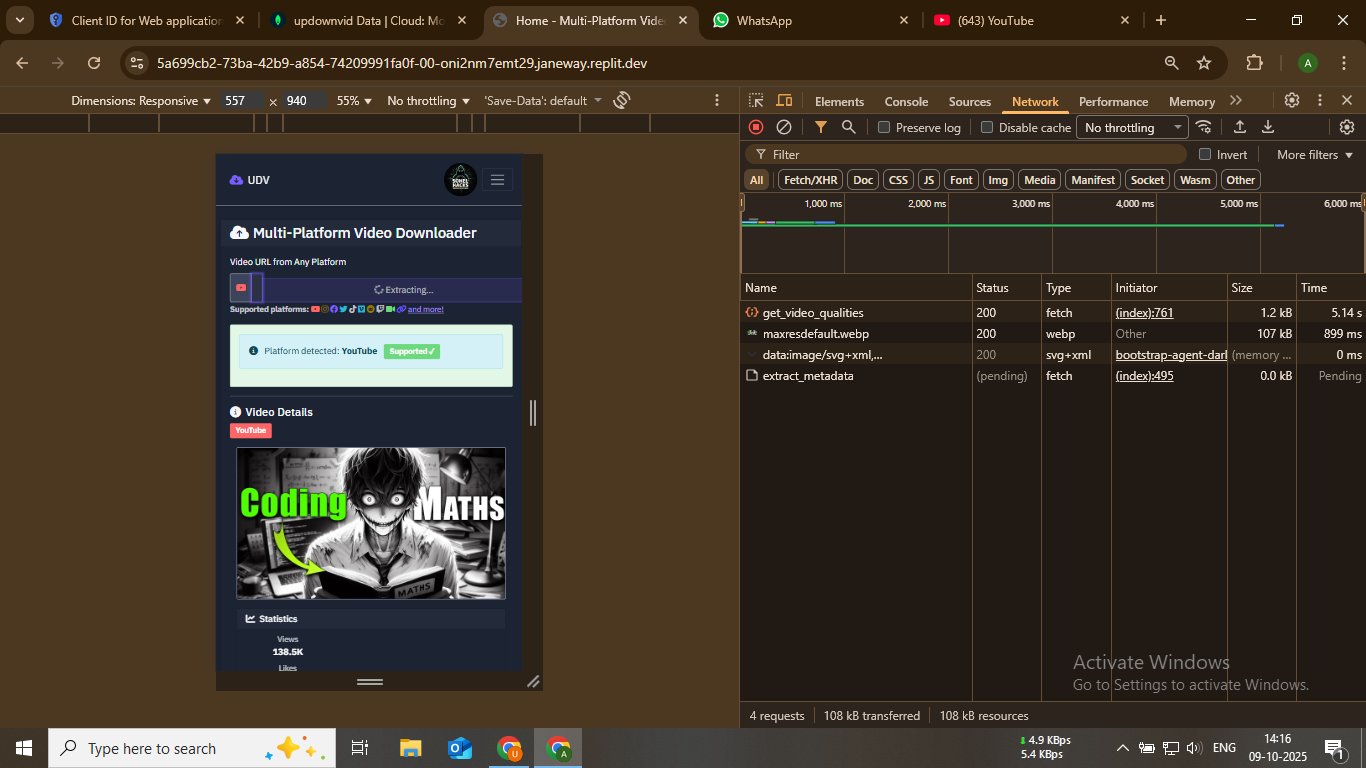 Client ID for Web application
updownvid Data | Cloud: Mo
Home - Multi-Platform Vide
WhatsApp
(643) YouTube
5a699cb2-73ba-42b9-a854-74209991fa0f-00-oni2nm7emt29.janeway.replit.dev
A
Dimensions: Responsive
557 × 940
55%
No throttling
'Save-Data': default
Elements
Console
Sources
Network
Performance
Memory
Preserve log
Disable cache
No throttling
Filter
Invert
More filters
All
Fetch/XHR
Doc
CSS
JS
Font
Img
Media
Manifest
Socket
Wasm
Other
1,000 ms
2,000 ms
3,000 ms
4,000 ms
5,000 ms
6,000 ms
Name Status Type Initiator Size Time
get_video_qualities 200 fetch (index):761 1.2 kB 5.14 s
maxresdefault.webp 200 webp Other 107 kB 899 ms
data:image/svg+xml,... 200 svg+xml bootstrap-agent-darl (memory ... 0 ms
extract_metadata (pending) fetch (index):495 0.0 kB Pending
4 requests
108 kB transferred
108 kB resources
UDV
Multi-Platform Video Downloader
Video URL from Any Platform
Extracting...
Supported platforms: and more!
Platform detected: YouTube Supported ✓
Video Details
YouTube
Coding
MATHS
MATHS
Statistics
Views
138.5K
Likes
Activate Windows
Go to Settings to activate Windows.
Type here to search
U
A
4.9 KBps
5.4 KBps
ENG
14:16
09-10-2025
1